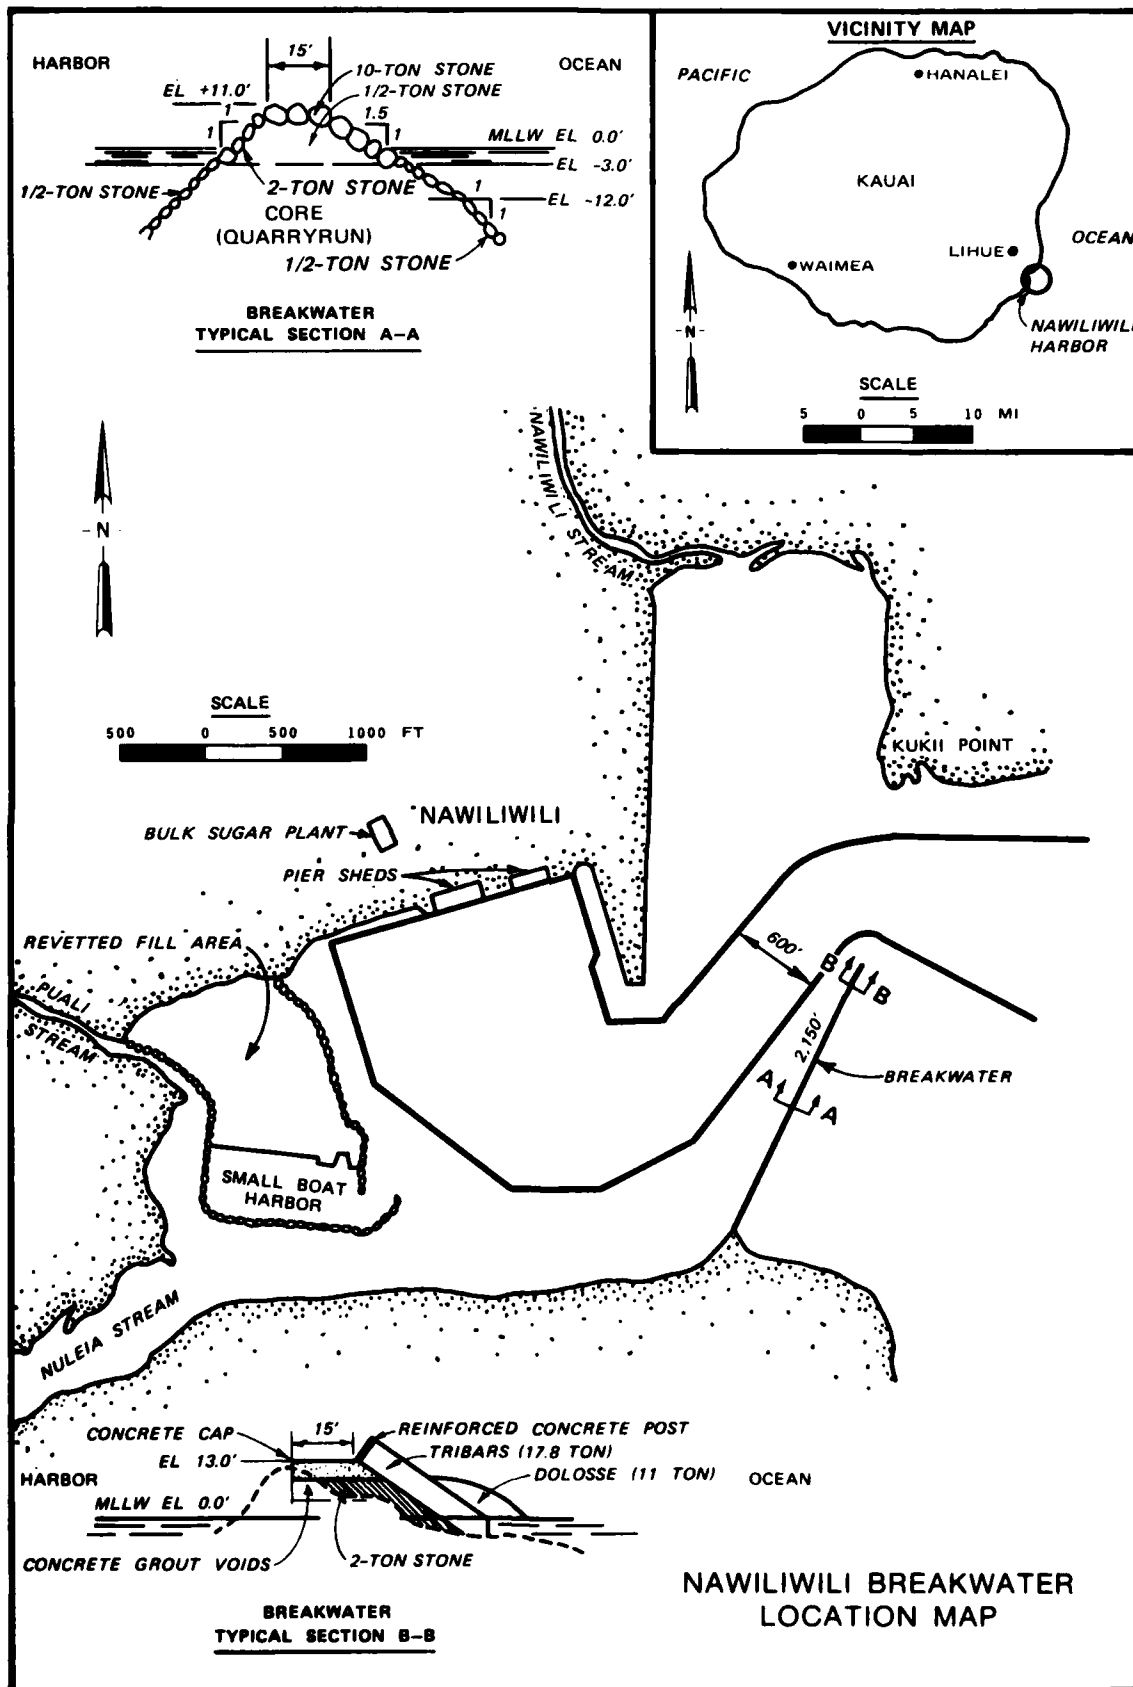 HARBOR
15'
OCEAN
10-TON STONE
1/2-TON STONE
EL +11.0'
1
1
1.5
1
MLLW EL 0.0'
EL -3.0'
1/2-TON STONE
2-TON STONE
1
EL -12.0'
1
CORE
(QUARRYRUN)
1/2-TON STONE
BREAKWATER
TYPICAL SECTION A-A
VICINITY MAP
PACIFIC
HANALEI
KAUAI
OCEAN
LIHUE
WAIMEA
N
NAWILIWILI
HARBOR
SCALE
5 0 5 10 MI
NAWILIWILI STREAM
N
SCALE
500 0 500 1000 FT
KUKII POINT
NAWILIWILI
BULK SUGAR PLANT
PIER SHEDS
REVETTED FILL AREA
600'
B
B
PUALI
STREAM
2,150'
BREAKWATER
A
A
SMALL BOAT
HARBOR
NULEIA STREAM
CONCRETE CAP
15'
REINFORCED CONCRETE POST
TRIBARS (17.8 TON)
EL 13.0'
DOLOSSE (11 TON)
HARBOR
OCEAN
MLLW EL 0.0'
CONCRETE GROUT VOIDS
2-TON STONE
BREAKWATER
TYPICAL SECTION B-B
NAWILIWILI BREAKWATER
LOCATION MAP